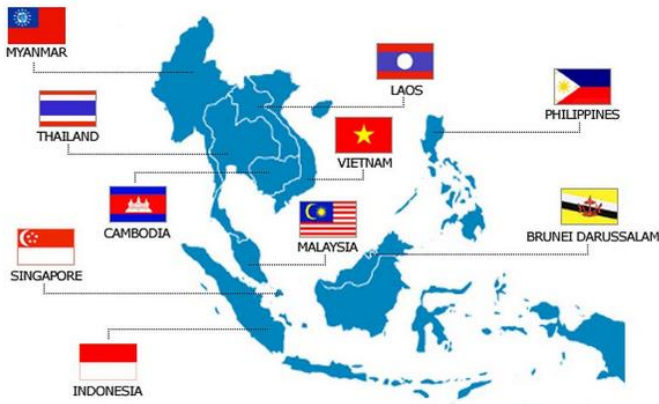 MYANMAR
LAOS
PHILIPPINES
THAILAND
VIETNAM
CAMBODIA
MALAYSIA
BRUNEI DARUSSALAM
SINGAPORE
INDONESIA